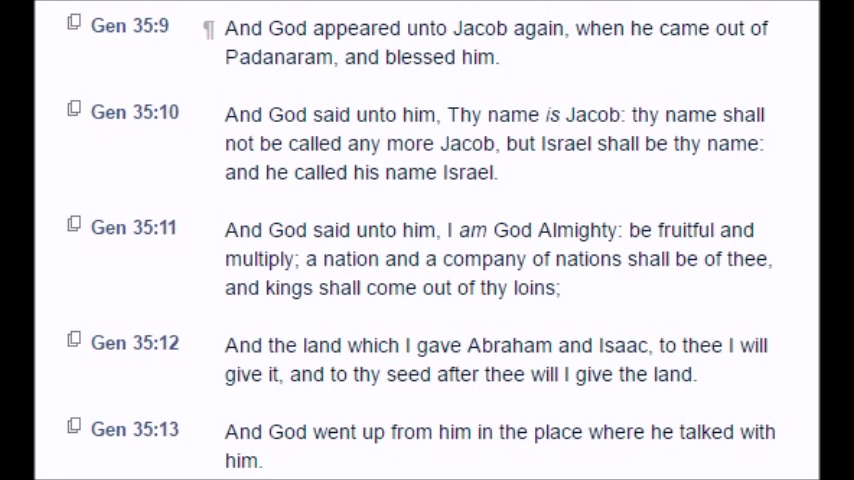 Gen 35:9 ¶ And God appeared unto Jacob again, when he came out of
Padanaram, and blessed him.
Gen 35:10 And God said unto him, Thy name is Jacob: thy name shall
not be called any more Jacob, but Israel shall be thy name:
and he called his name Israel.
Gen 35:11 And God said unto him, I am God Almighty: be fruitful and
multiply; a nation and a company of nations shall be of thee,
and kings shall come out of thy loins;
Gen 35:12 And the land which I gave Abraham and Isaac, to thee I will
give it, and to thy seed after thee will I give the land.
Gen 35:13 And God went up from him in the place where he talked with
him.